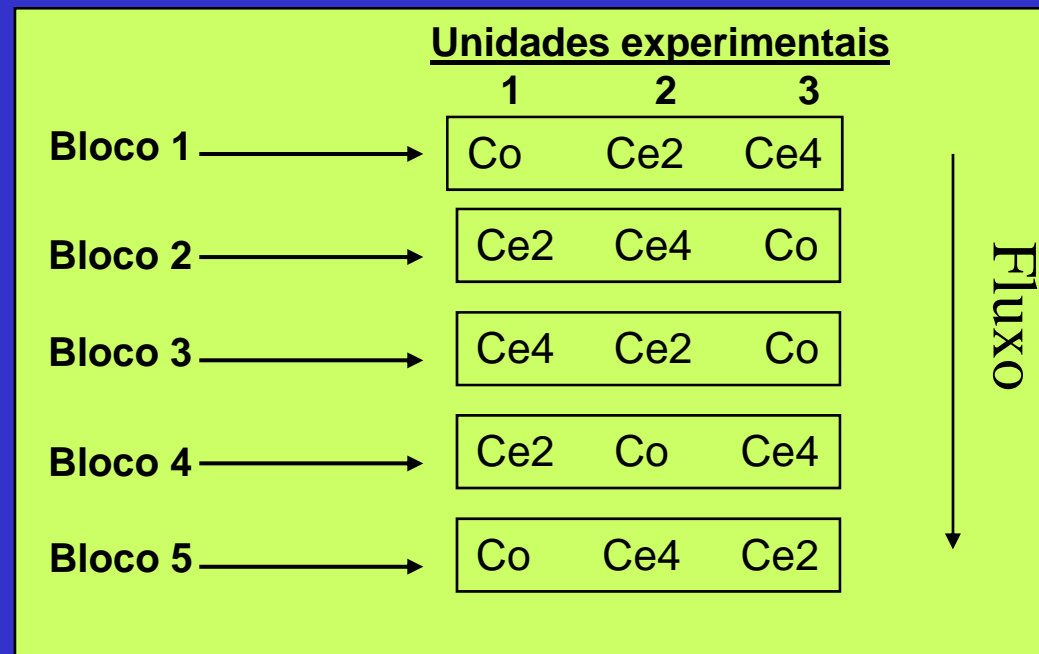 Unidades experimentais
1 2 3
Bloco 1 Co Ce2 Ce4
Bloco 2 Ce2 Ce4 Co
Bloco 3 Ce4 Ce2 Co
Bloco 4 Ce2 Co Ce4
Bloco 5 Co Ce4 Ce2
Fluxo